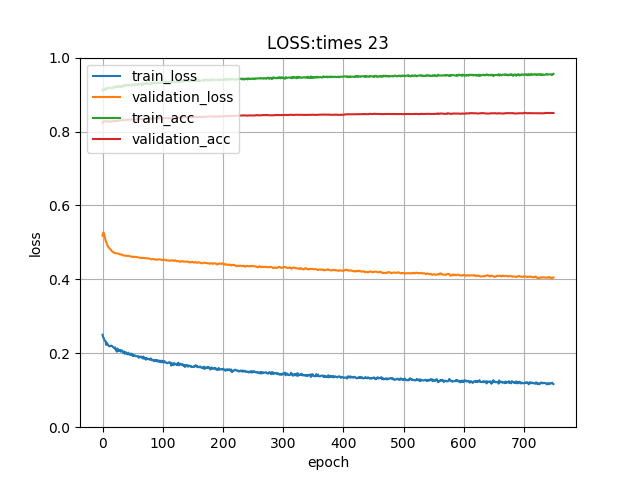 LOSS:times 23
1.0
0.8
0.6
0.4
0.2
0.0
loss
train_loss
validation_loss
train_acc
validation_acc
0 100 200 300 400 500 600 700
epoch